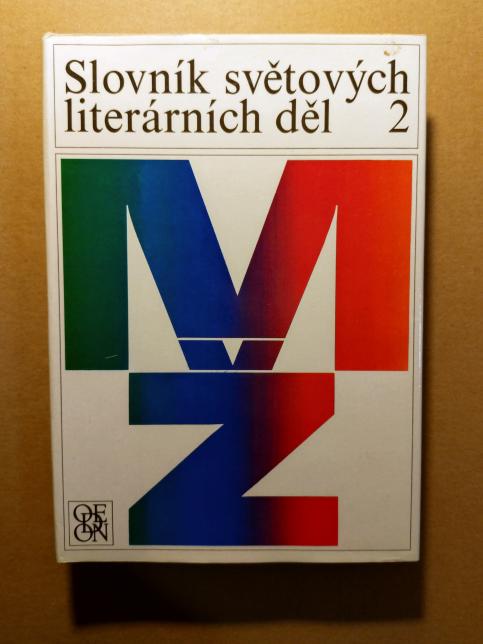 Slovník světových
literárních děl 2
M
Ž
ODEON